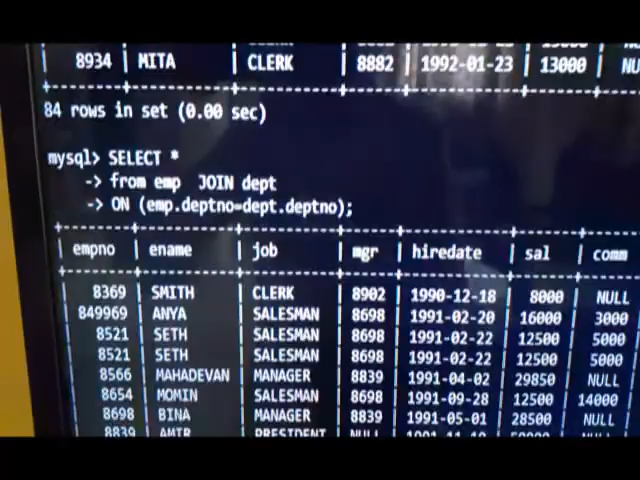 | 8934 | MITA | CLERK | 8882 | 1992-01-23 | 13000 | NU
84 rows in set (0.00 sec)
mysql> SELECT *
-> from emp JOIN dept
-> ON (emp.deptno=dept.deptno);
| empno | ename | job | mgr | hiredate | sal | comm
| 8369 | SMITH | CLERK | 8902 | 1990-12-18 | 8000 | NULL
| 849969 | ANYA | SALESMAN | 8698 | 1991-02-20 | 16000 | 3000
| 8521 | SETH | SALESMAN | 8698 | 1991-02-22 | 12500 | 5000
| 8521 | SETH | SALESMAN | 8698 | 1991-02-22 | 12500 | 5000
| 8566 | MAHADEVAN | MANAGER | 8839 | 1991-04-02 | 29850 | NULL
| 8654 | MOMIN | SALESMAN | 8698 | 1991-09-28 | 12500 | 14000
| 8698 | BINA | MANAGER | 8839 | 1991-05-01 | 28500 | NULL
| 8839 | AMIR | PRESIDENT | NULL